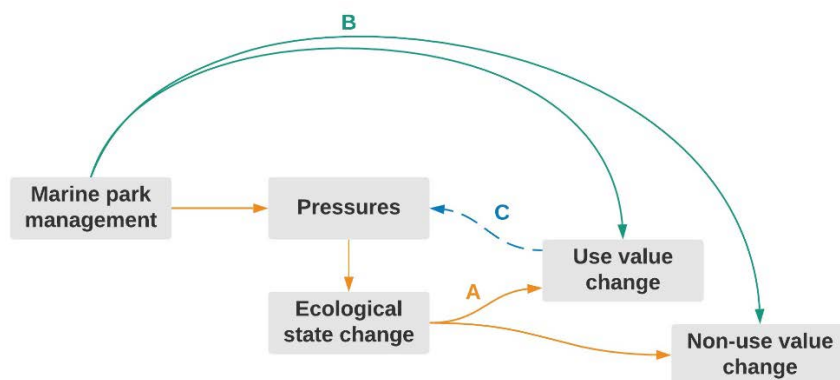 B
Marine park
management
Pressures
C
Use value
change
A
Ecological
state change
Non-use value
change